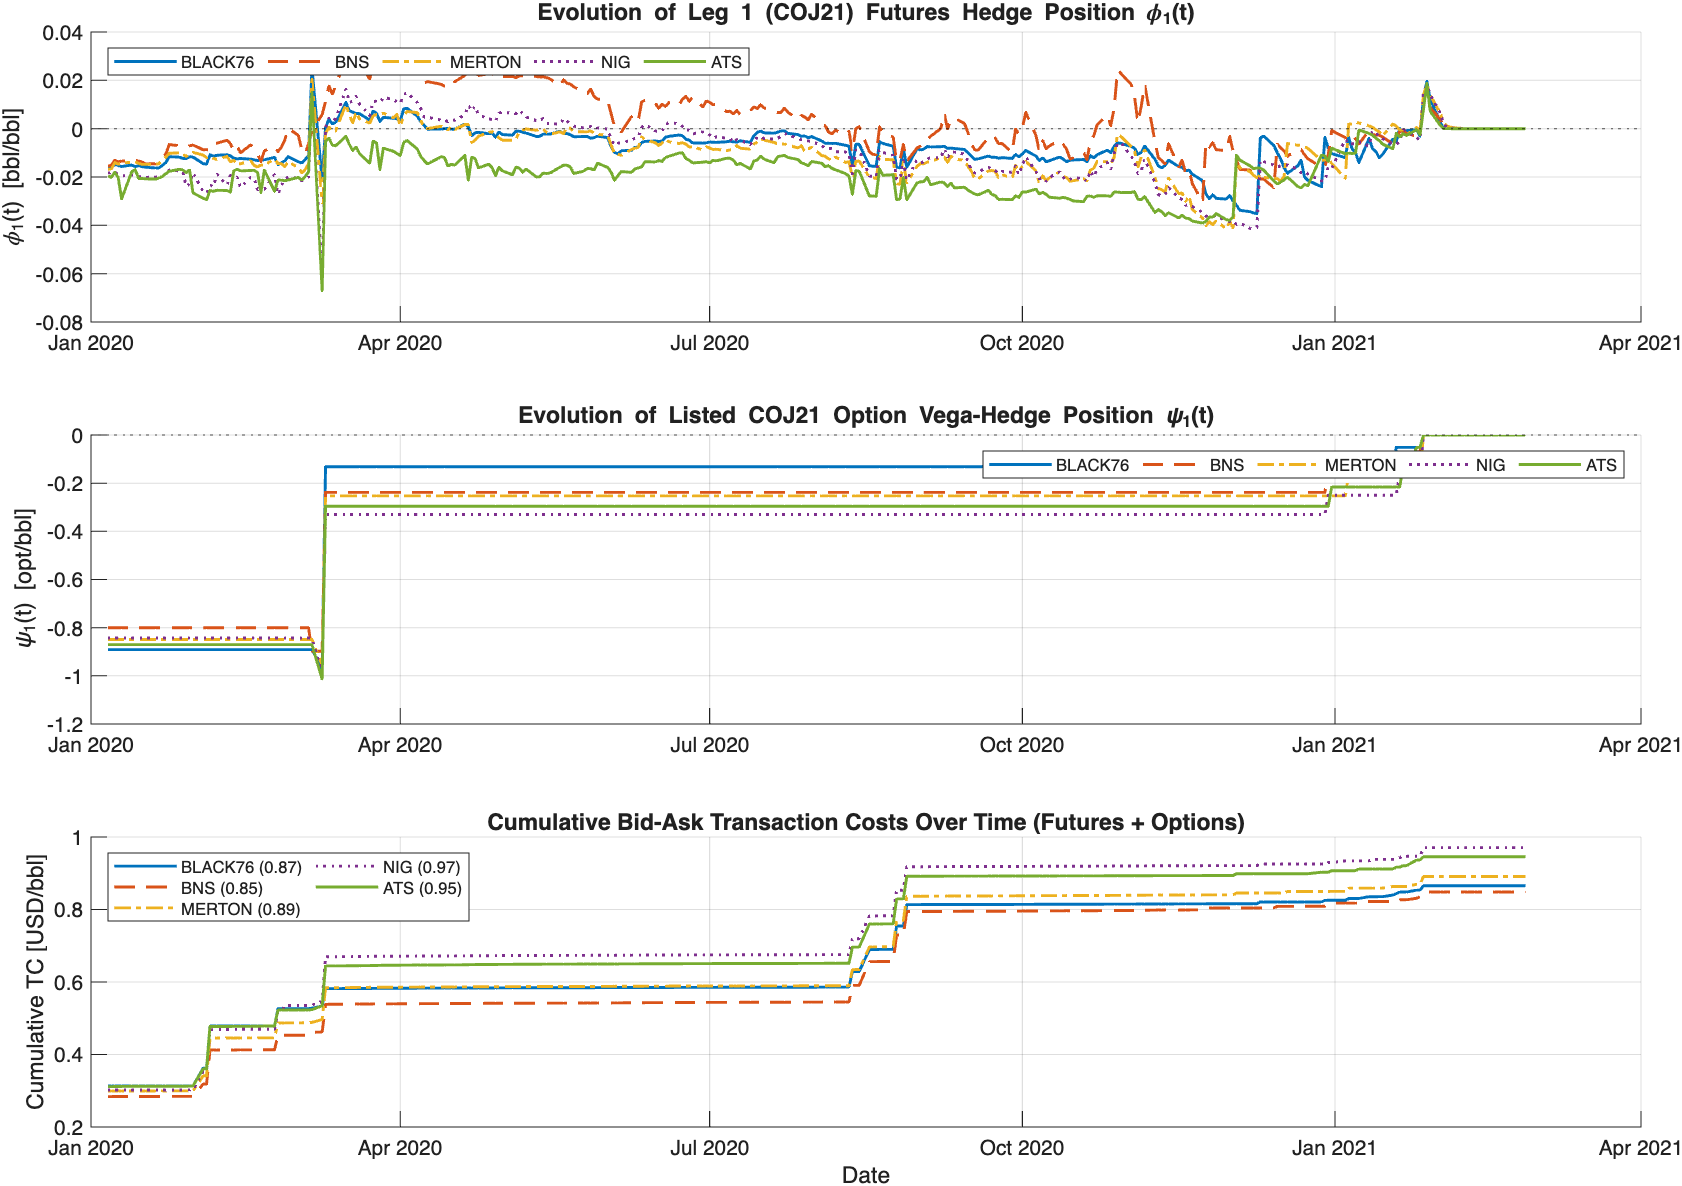 Evolution of Leg 1 (COJ21) Futures Hedge Position ϕ₁(t)
ϕ₁(t) [bbl/bbl]
0.04
0.02
0
-0.02
-0.04
-0.06
-0.08
BLACK76 BNS MERTON NIG ATS
Jan 2020 Apr 2020 Jul 2020 Oct 2020 Jan 2021 Apr 2021
Evolution of Listed COJ21 Option Vega-Hedge Position ψ₁(t)
ψ₁(t) [opt/bbl]
0
-0.2
-0.4
-0.6
-0.8
-1
-1.2
BLACK76 BNS MERTON NIG ATS
Jan 2020 Apr 2020 Jul 2020 Oct 2020 Jan 2021 Apr 2021
Cumulative Bid-Ask Transaction Costs Over Time (Futures + Options)
Cumulative TC [USD/bbl]
1
0.8
0.6
0.4
0.2
BLACK76 (0.87) NIG (0.97)
BNS (0.85) ATS (0.95)
MERTON (0.89)
Jan 2020 Apr 2020 Jul 2020 Oct 2020 Jan 2021 Apr 2021
Date